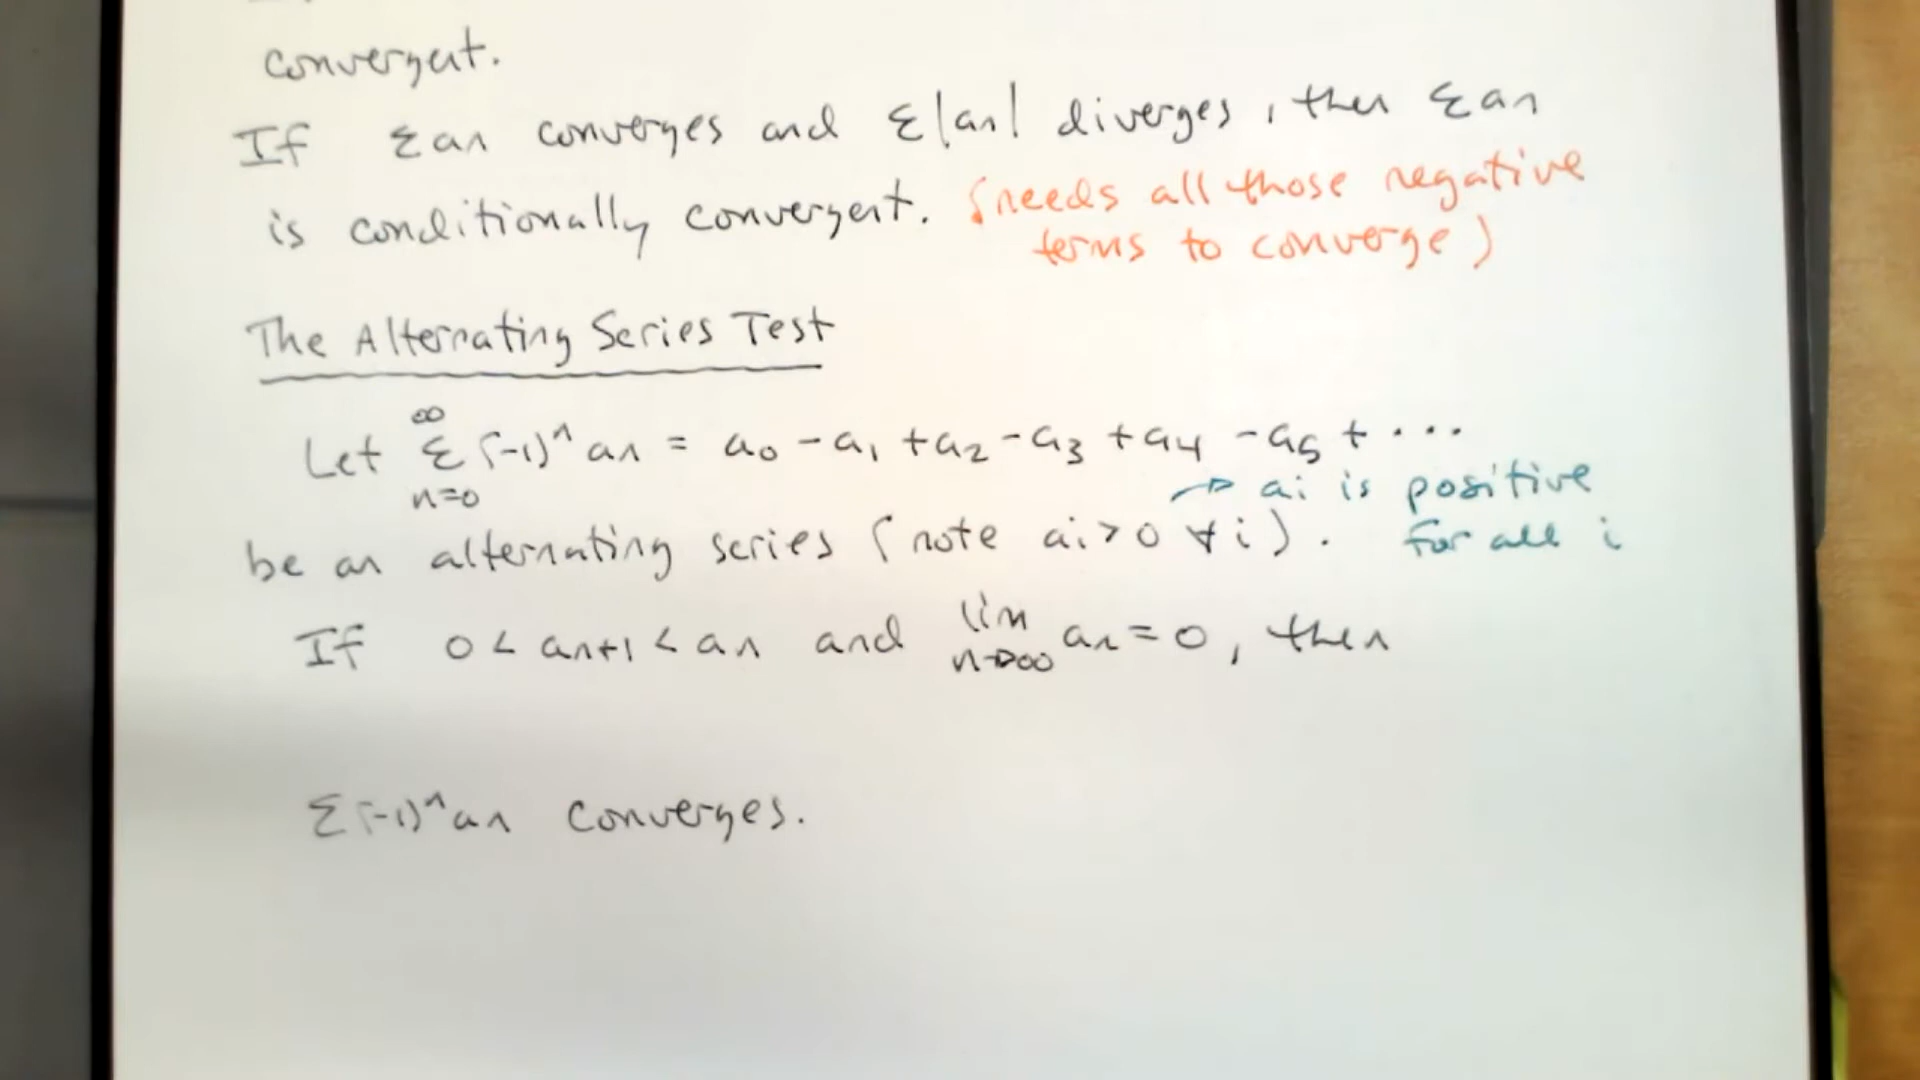 convergent.
If Σan converges and Σ|an| diverges, then Σan
is conditionally convergent. (needs all those negative
terms to converge)
The Alternating Series Test
Let ∞Σn=0 (-1)^n an = a0 - a1 + a2 - a3 + a4 - a5 + ...
→ ai is positive
be an alternating series (note ai > 0 ∀i). for all i
If 0 < an+1 < an and lim n→∞ an = 0, then
Σ(-1)^n an converges.